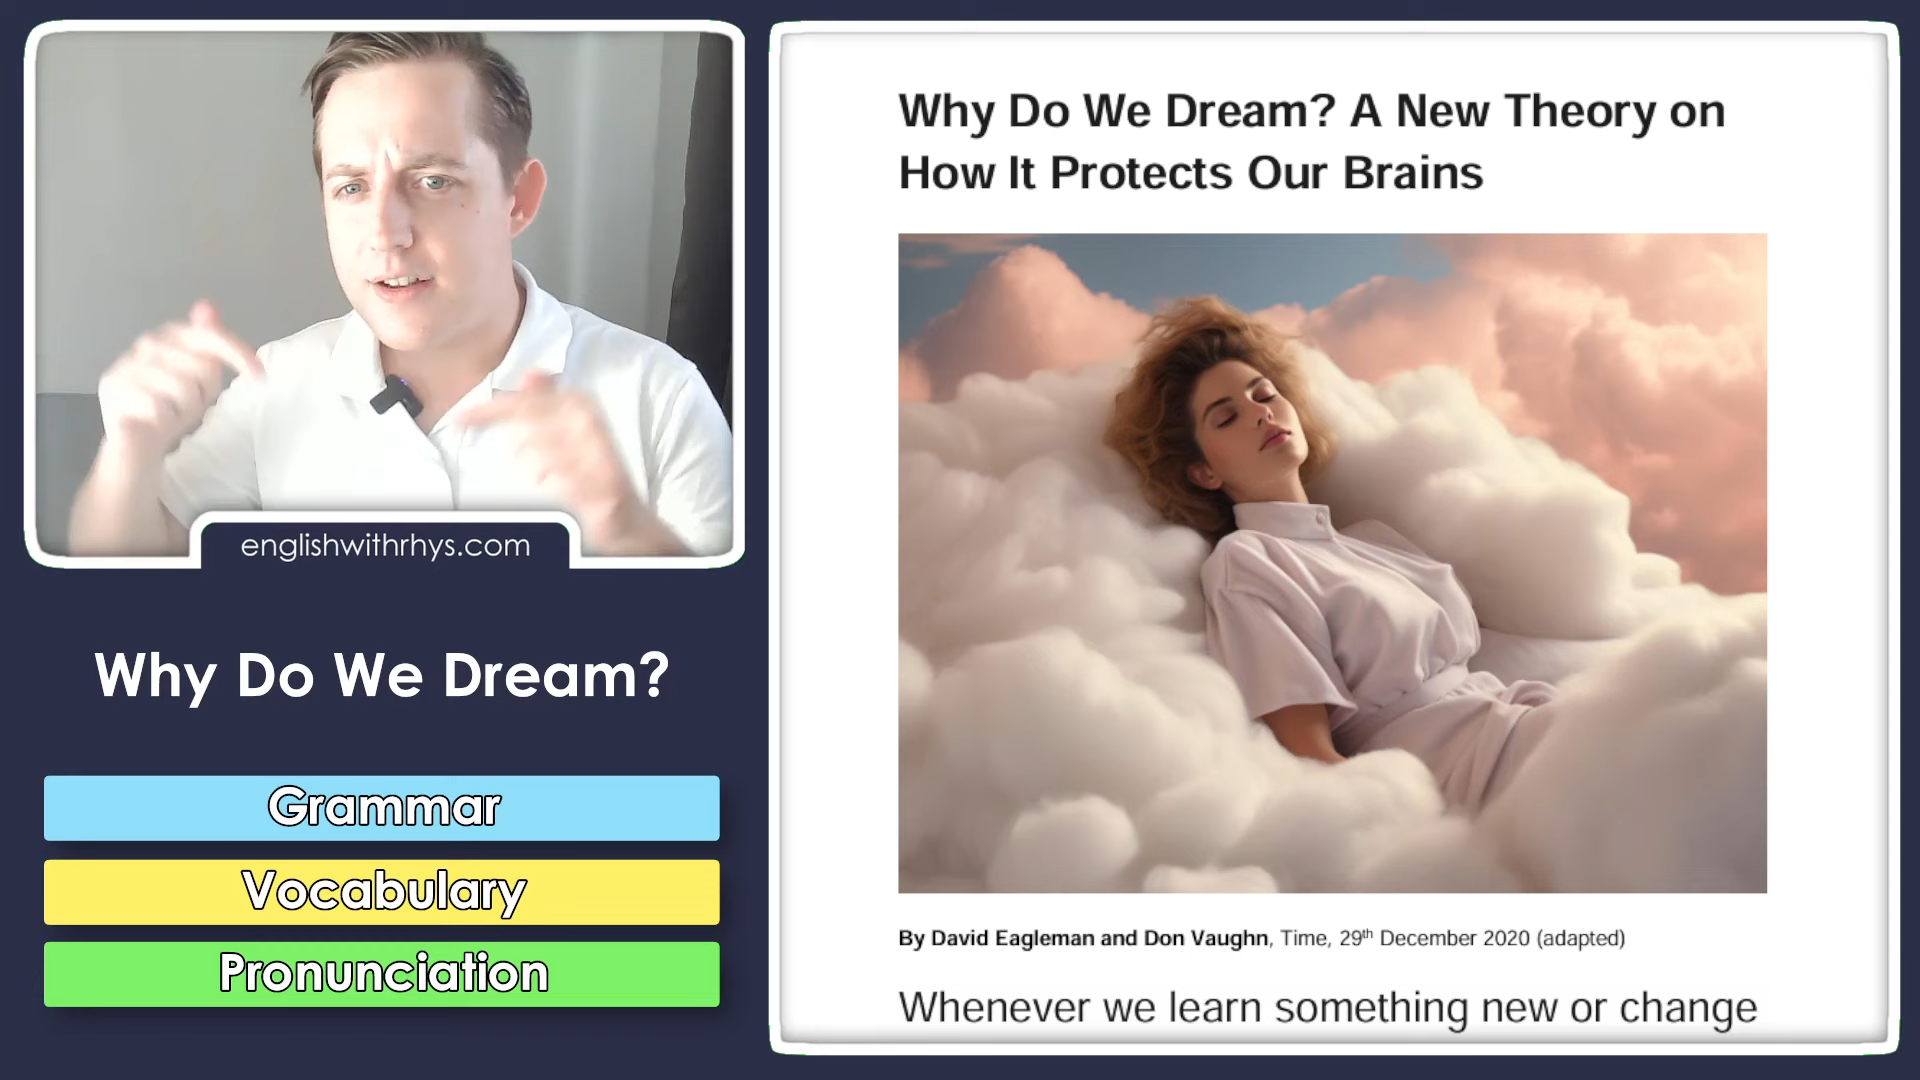 englishwithrhys.com
Why Do We Dream?
Grammar
Vocabulary
Pronunciation
Why Do We Dream? A New Theory on
How It Protects Our Brains
By David Eagleman and Don Vaughn, Time, 29th December 2020 (adapted)
Whenever we learn something new or change